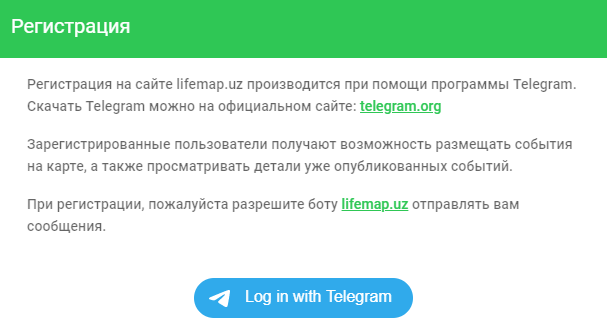 Регистрация
Регистрация на сайте lifemap.uz производится при помощи программы Telegram.
Скачать Telegram можно на официальном сайте: telegram.org
Зарегистрированные пользователи получают возможность размещать события
на карте, а также просматривать детали уже опубликованных событий.
При регистрации, пожалуйста разрешите боту lifemap.uz отправлять вам
сообщения.
Log in with Telegram